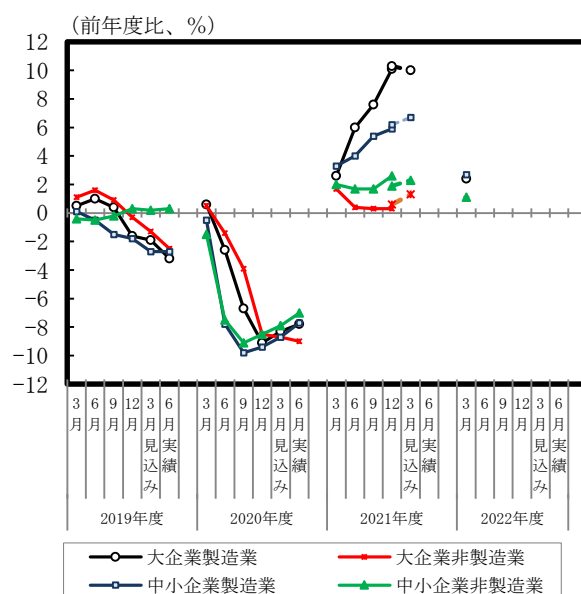 (前年度比、%)
12
10
8
6
4
2
0
-2
-4
-6
-8
-10
-12
3月 6月 9月 12月 3月見込み 6月実績 3月 6月 9月 12月 3月見込み 6月実績 3月 6月 9月 12月 3月見込み 6月実績 3月 6月 9月 12月 3月見込み 6月実績
2019年度 2020年度 2021年度 2022年度
大企業製造業 大企業非製造業
中小企業製造業 中小企業非製造業